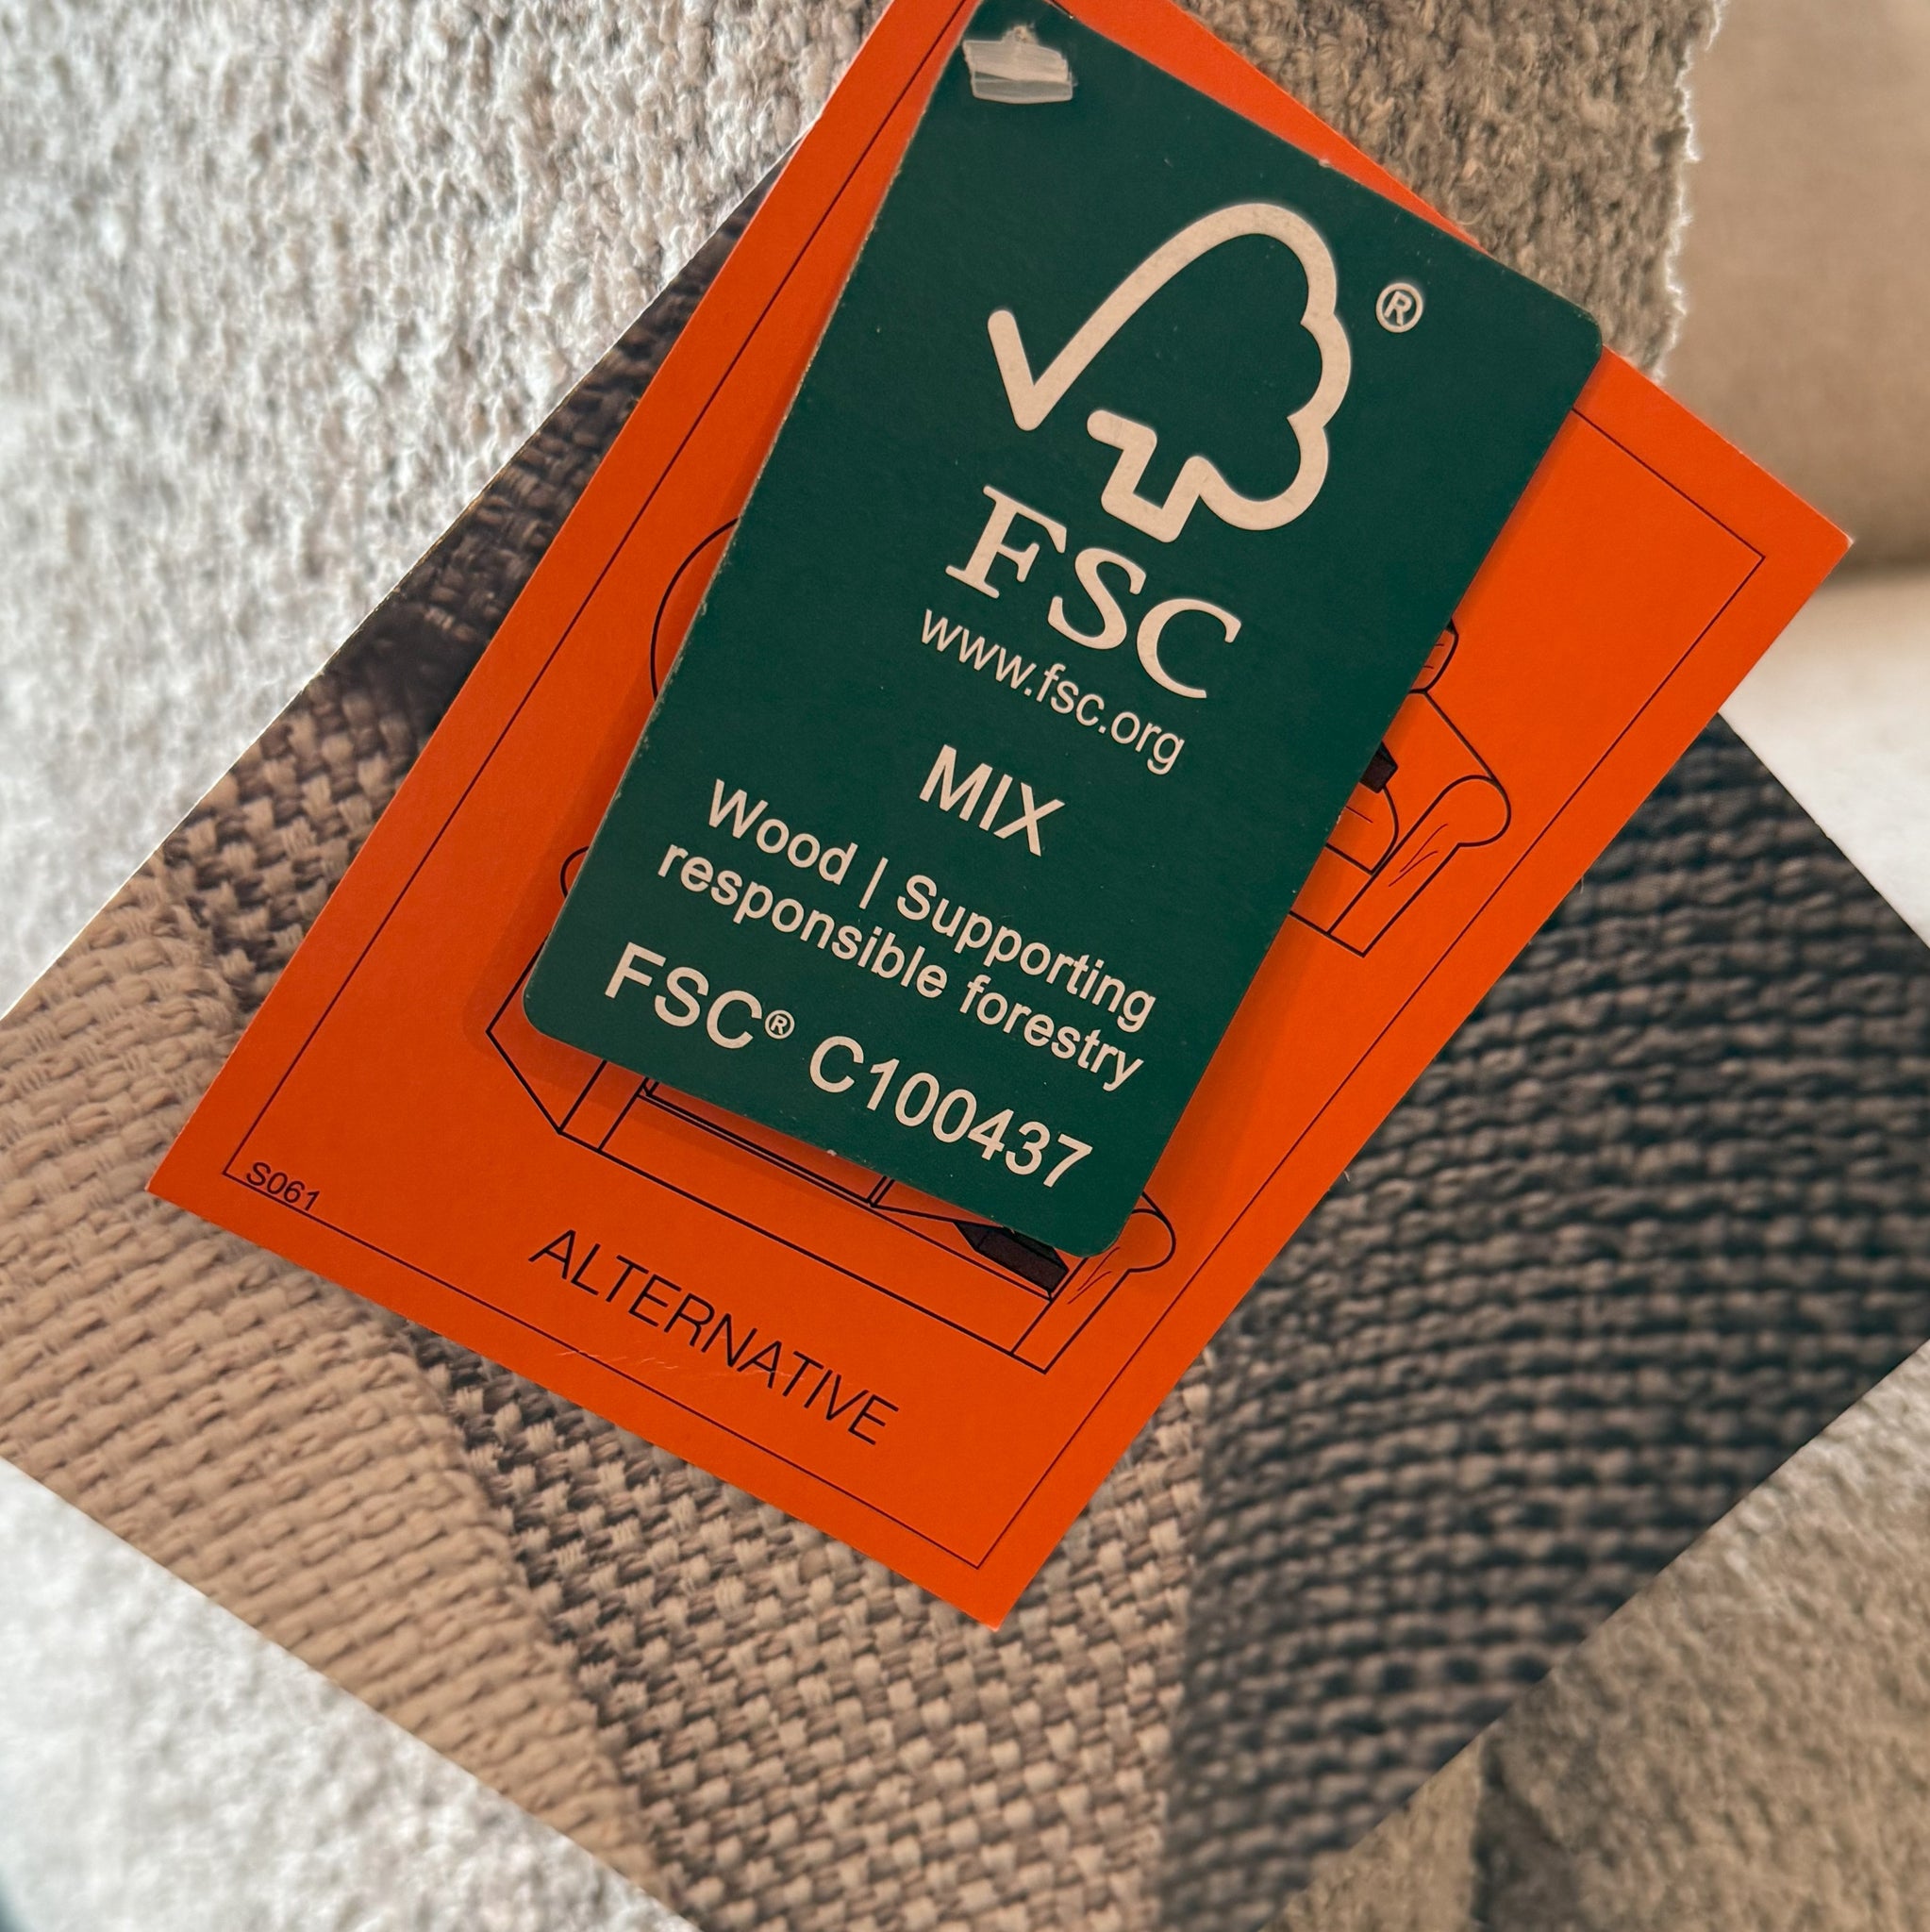 ®
FSC
www.fsc.org
MIX
Wood | Supporting
responsible forestry
FSC® C100437
S061
ALTERNATIVE